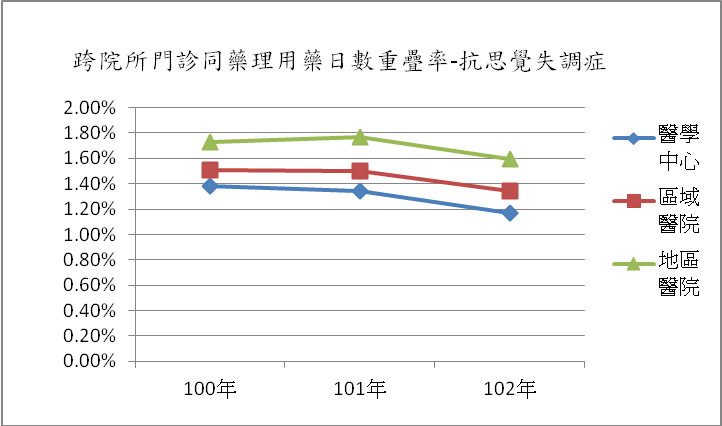 跨院所門診同藥理用藥日數重疊率-抗思覺失調症
2.00%
1.80%
1.60%
1.40%
1.20%
1.00%
0.80%
0.60%
0.40%
0.20%
0.00%
100年
101年
102年
醫學
中心
區域
醫院
地區
醫院